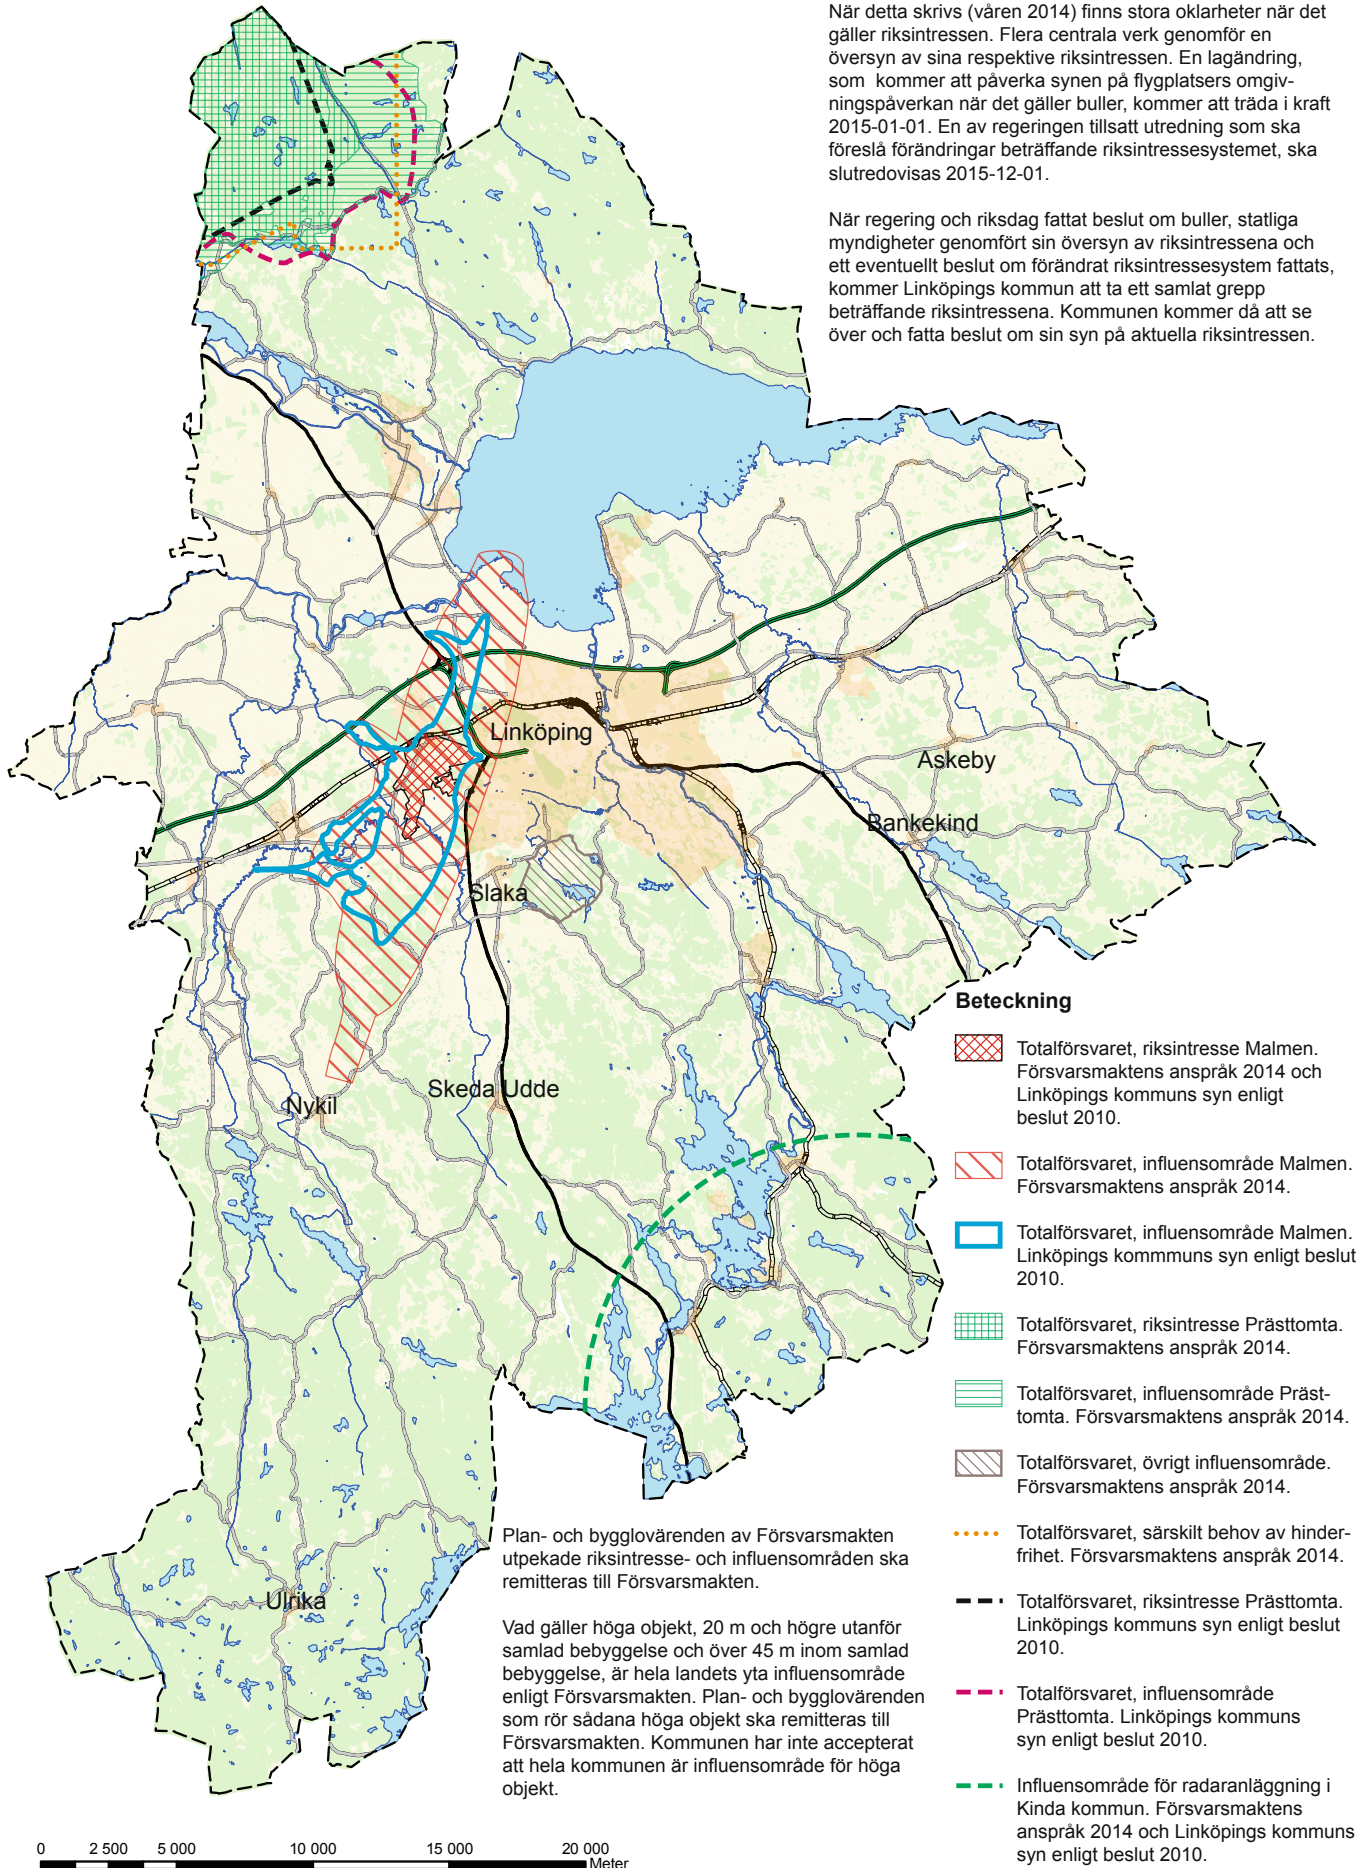 När detta skrivs (våren 2014) finns stora oklarheter när det
gäller riksintressen. Flera centrala verk genomför en
översyn av sina respektive riksintressen. En lagändring,
som kommer att påverka synen på flygplatsers omgiv-
ningspåverkan när det gäller buller, kommer att träda i kraft
2015-01-01. En av regeringen tillsatt utredning som ska
föreslå förändringar beträffande riksintressesystemet, ska
slutredovisas 2015-12-01.
När regering och riksdag fattat beslut om buller, statliga
myndigheter genomfört sin översyn av riksintressena och
ett eventuellt beslut om förändrat riksintressesystem fattats,
kommer Linköpings kommun att ta ett samlat grepp
beträffande riksintressena. Kommunen kommer då att se
över och fatta beslut om sin syn på aktuella riksintressen.
Linköping
Askeby
Bankekind
Slaka
Skeda Udde
Nykil
Ulrika
Beteckning
Totalförsvaret, riksintresse Malmen.
Försvarsmaktens anspråk 2014 och
Linköpings kommuns syn enligt
beslut 2010.
Totalförsvaret, influensområde Malmen.
Försvarsmaktens anspråk 2014.
Totalförsvaret, influensområde Malmen.
Linköpings kommmuns syn enligt beslut
2010.
Totalförsvaret, riksintresse Prästtomta.
Försvarsmaktens anspråk 2014.
Totalförsvaret, influensområde Präst-
tomta. Försvarsmaktens anspråk 2014.
Totalförsvaret, övrigt influensområde.
Försvarsmaktens anspråk 2014.
Totalförsvaret, särskilt behov av hinder-
frihet. Försvarsmaktens anspråk 2014.
Totalförsvaret, riksintresse Prästtomta.
Linköpings kommuns syn enligt beslut
2010.
Totalförsvaret, influensområde
Prästtomta. Linköpings kommuns
syn enligt beslut 2010.
Influensområde för radaranläggning i
Kinda kommun. Försvarsmaktens
anspråk 2014 och Linköpings kommuns
syn enligt beslut 2010.
Plan- och bygglovärenden av Försvarsmakten
utpekade riksintresse- och influensområden ska
remitteras till Försvarsmakten.
Vad gäller höga objekt, 20 m och högre utanför
samlad bebyggelse och över 45 m inom samlad
bebyggelse, är hela landets yta influensområde
enligt Försvarsmakten. Plan- och bygglovärenden
som rör sådana höga objekt ska remitteras till
Försvarsmakten. Kommunen har inte accepterat
att hela kommunen är influensområde för höga
objekt.
0 2 500 5 000 10 000 15 000 20 000
Meter